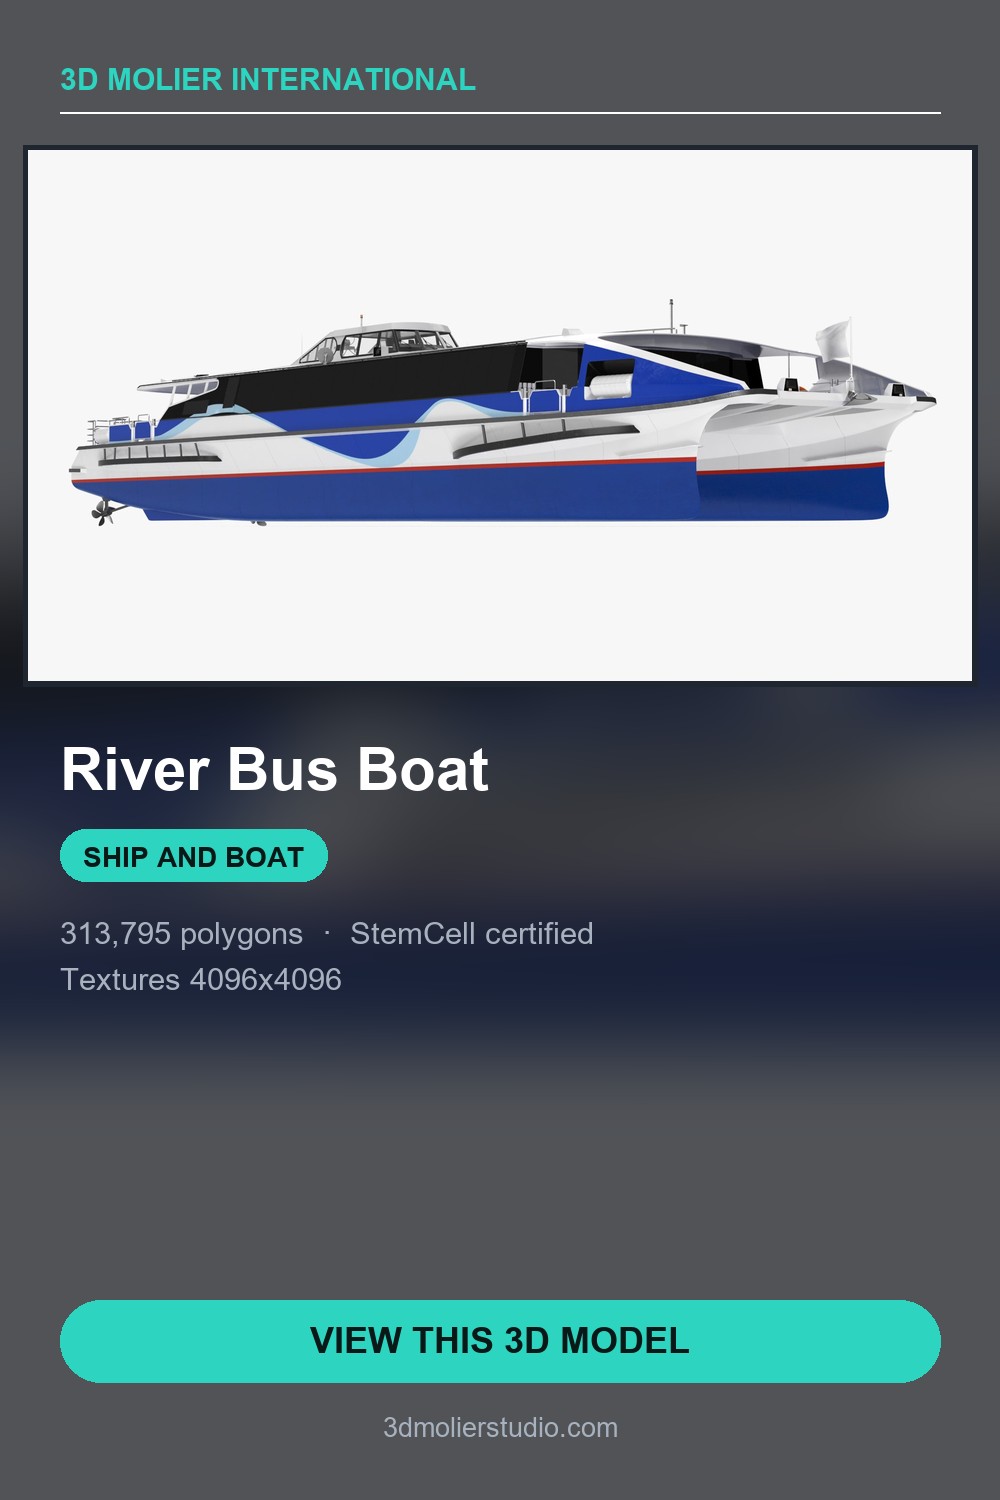 3D MOLIER INTERNATIONAL
River Bus Boat
SHIP AND BOAT
313,795 polygons · StemCell certified
Textures 4096x4096
VIEW THIS 3D MODEL
3dmolierstudio.com